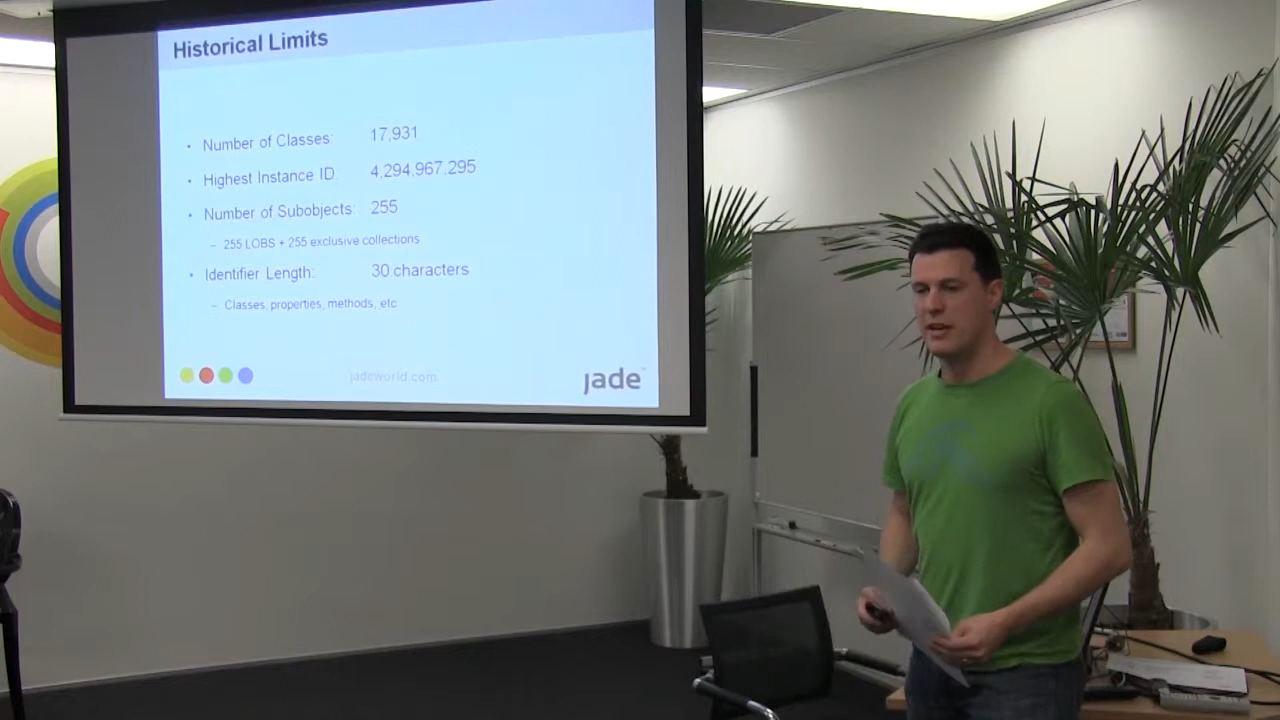 Historical Limits
• Number of Classes: 17,931
• Highest Instance ID: 4,294,967,295
• Number of Subobjects: 255
– 255 LOBS + 255 exclusive collections
• Identifier Length: 30 characters
– Classes, properties, methods, etc
jadeworld.com
jade™